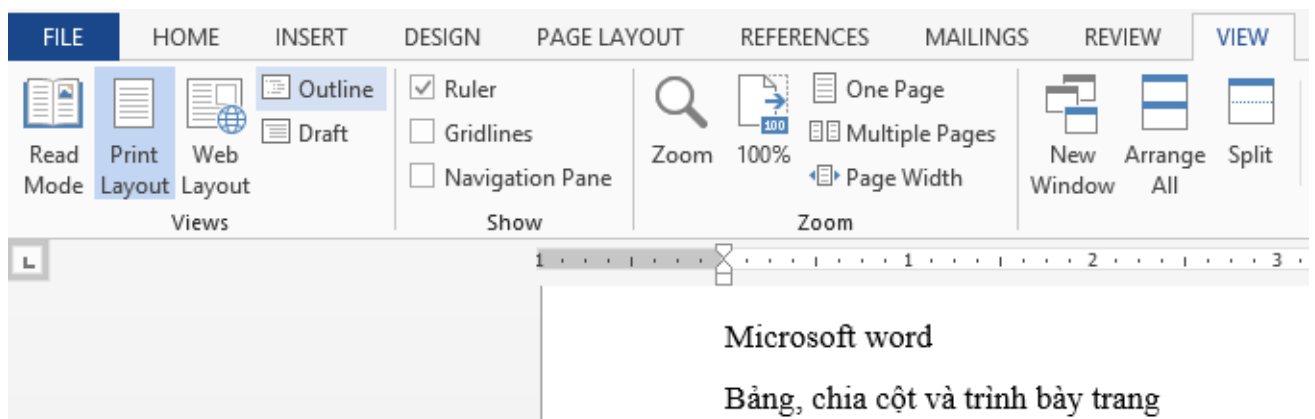 FILE HOME INSERT DESIGN PAGE LAYOUT REFERENCES MAILINGS REVIEW VIEW
Read Mode
Print Layout
Web Layout
Outline
Draft
Views
Ruler
Gridlines
Navigation Pane
Show
Zoom
100
100%
One Page
Multiple Pages
Page Width
Zoom
New Window
Arrange All
Split
L
1 1 2 3
Microsoft word
Bảng, chia cột và trình bày trang